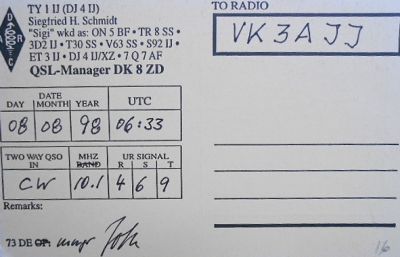 TY 1 IJ (DJ 4 IJ)
Siegfried H. Schmidt
"Sigi" wkd as: ON 5 BF • TR 8 SS •
3D2 IJ • T30 SS • V63 SS • S92 IJ •
ET 3 IJ • DJ 4 IJ/XZ • 7 Q 7 AF
QSL-Manager DK 8 ZD
TO RADIO
VK3AJJ
DATE
DAY MONTH YEAR UTC
08 08 98 06:33
TWO WAY QSO IN MHZ BAND UR SIGNAL R S T
CW 10.1 4 6 9
Remarks:
73 DE OP:
16